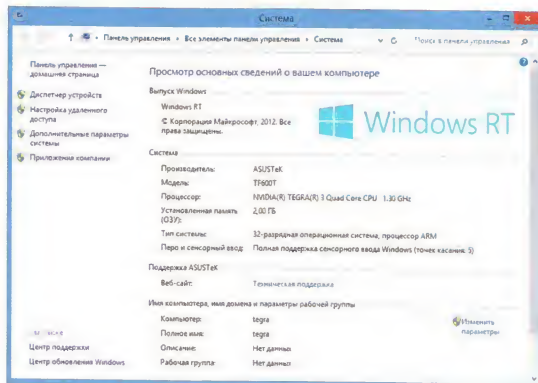 Система
Панель управления ▸ Все элементы панели управления ▸ Система
Поиск в панели управления
Панель управления —
домашняя страница
Диспетчер устройств
Настройка удаленного
доступа
Дополнительные параметры
системы
Приложения компании
Просмотр основных сведений о вашем компьютере
Выпуск Windows
Windows RT
© Корпорация Майкрософт, 2012. Все
права защищены.
Windows RT
Система
Производитель: ASUSTeK
Модель: TF600T
Процессор: NVIDIA(R) TEGRA(R) 3 Quad Core CPU 1.30 GHz
Установленная память
(ОЗУ): 2,00 ГБ
Тип системы: 32-разрядная операционная система, процессор ARM
Перо и сенсорный ввод: Полная поддержка сенсорного ввода Windows (точек касания: 5)
Поддержка ASUSTeK
Веб-сайт: Техническая поддержка
Имя компьютера, имя домена и параметры рабочей группы
Компьютер: tegra
Полное имя: tegra
Описание: Нет данных
Рабочая группа: Нет данных
Изменить
параметры
Центр поддержки
Центр обновления Windows